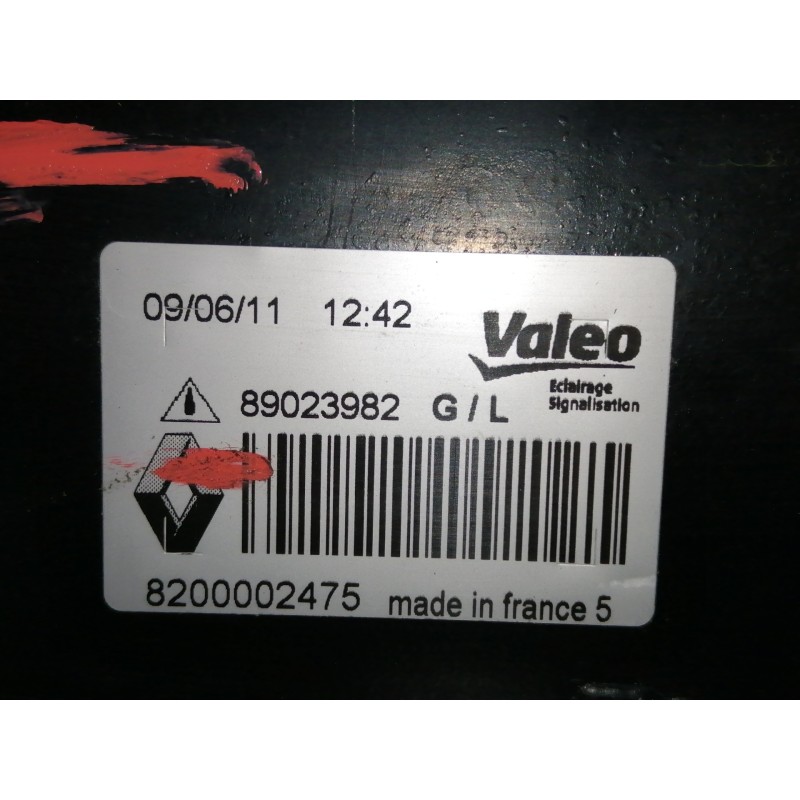 09/06/11 12:42
Valeo
Eclairage
Signalisation
89023982 G / L
8200002475 made in france 5